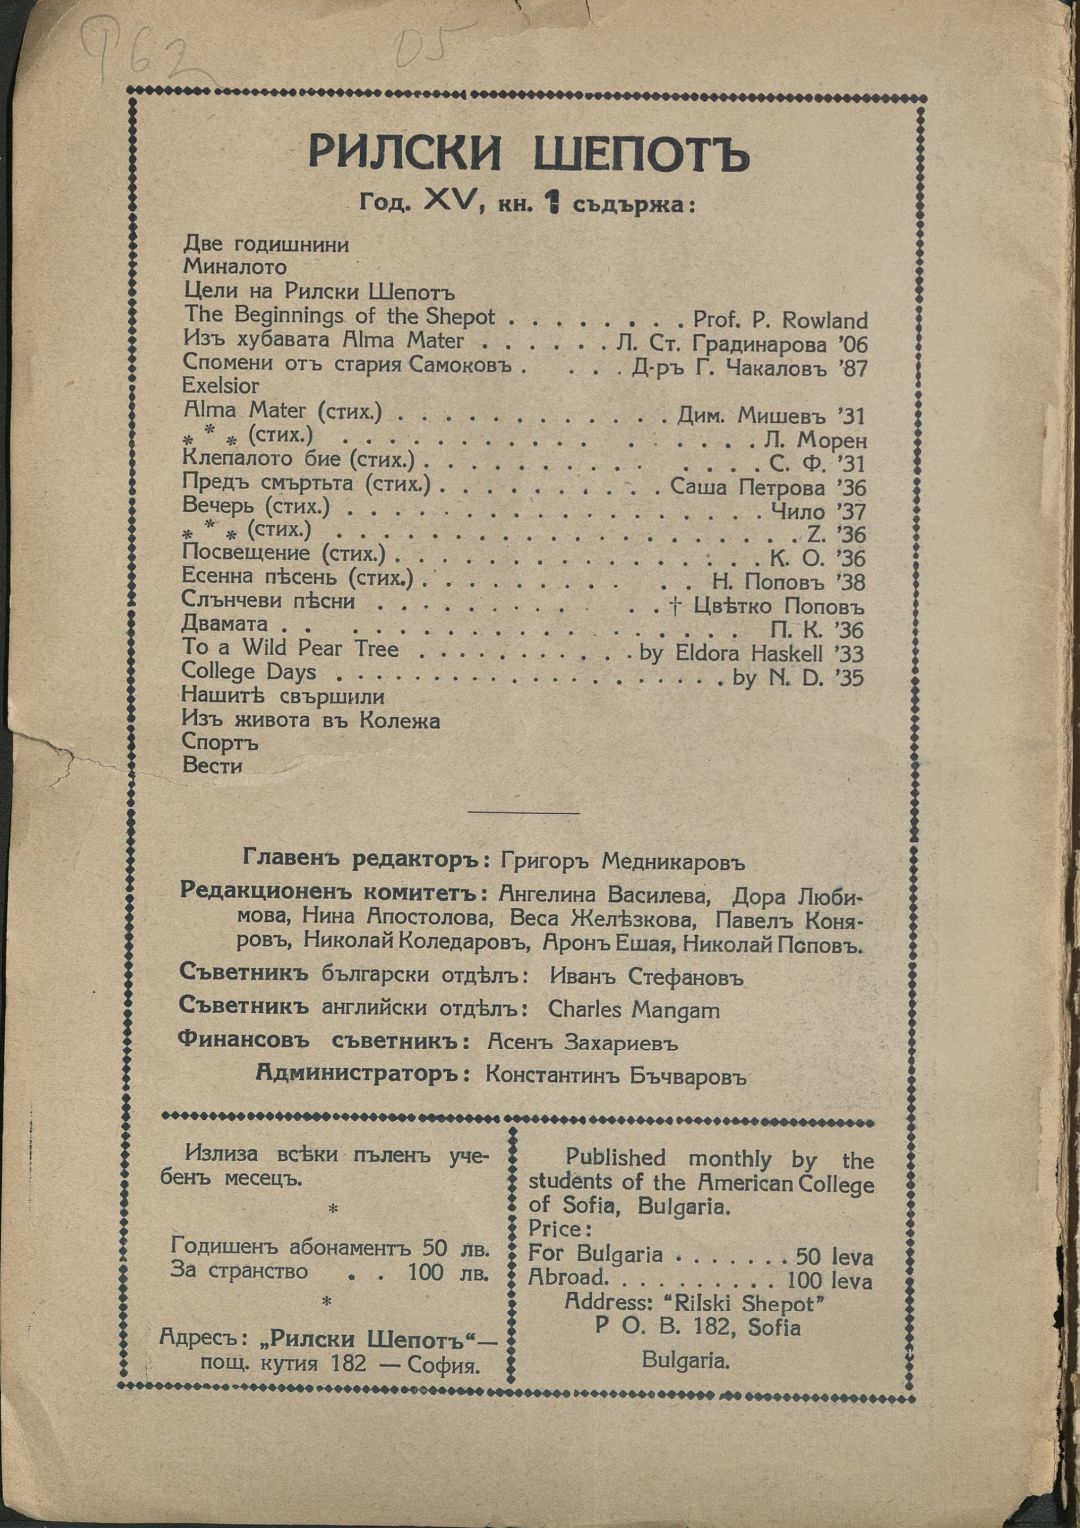 Р62 05
РИЛСКИ ШЕПОТЪ
Год. XV, кн. 1 съдържа:
Две годишнини
Миналото
Цели на Рилски Шепотъ
The Beginnings of the Shepot . . . . . . . . Prof. P. Rowland
Изъ хубавата Alma Mater . . . . . . Л. Ст. Градинарова '06
Спомени отъ стария Самоковъ . . . . Д-ръ Г. Чакаловъ '87
Exelsior
Alma Mater (стих.) . . . . . . . . . . . . . Дим. Мишевъ '31
* * * (стих.) . . . . . . . . . . . . . . . . . Л. Морен
Клепалото бие (стих.) . . . . . . . . . . . . . . С. Ф. '31
Предъ смъртьта (стих.) . . . . . . . . . . Саша Петрова '36
Вечерь (стих.) . . . . . . . . . . . . . . . . . . Чило '37
* * * (стих.) . . . . . . . . . . . . . . . . . . . . Z. '36
Посвещение (стих.) . . . . . . . . . . . . . . . . К. О. '36
Есенна пѣсень (стих.) . . . . . . . . . . Н. Поповъ '38
Слънчеви пѣсни . . . . . . . . . . . † Цвѣтко Поповъ
Двамата . . . . . . . . . . . . . . . . . . . П. К. '36
To a Wild Pear Tree . . . . . . . . . . . by Eldora Haskell '33
College Days . . . . . . . . . . . . . . . . . . . . by N. D. '35
Нашитѣ свършили
Изъ живота въ Колежа
Спортъ
Вести
Главенъ редакторъ: Григоръ Медникаровъ
Редакционенъ комитетъ: Ангелина Василева, Дора Люби-
мова, Нина Апостолова, Веса Желѣзкова, Павелъ Коня-
ровъ, Николай Коледаровъ, Аронъ Ешая, Николай Поповъ.
Съветникъ български отдѣлъ: Иванъ Стефановъ
Съветникъ английски отдѣлъ: Charles Mangam
Финансовъ съветникъ: Асенъ Захариевъ
Администраторъ: Константинъ Бъчваровъ
Излиза всѣки пъленъ уче-
бенъ месецъ.
*
Годишенъ абонаментъ 50 лв.
За странство . . 100 лв.
*
Адресъ: „Рилски Шепотъ“—
пощ. кутия 182 — София.
Published monthly by the
students of the American College
of Sofia, Bulgaria.
Price:
For Bulgaria . . . . . . . 50 leva
Abroad. . . . . . . . . . 100 leva
Address: “Rilski Shepot”
P O. B. 182, Sofia
Bulgaria.